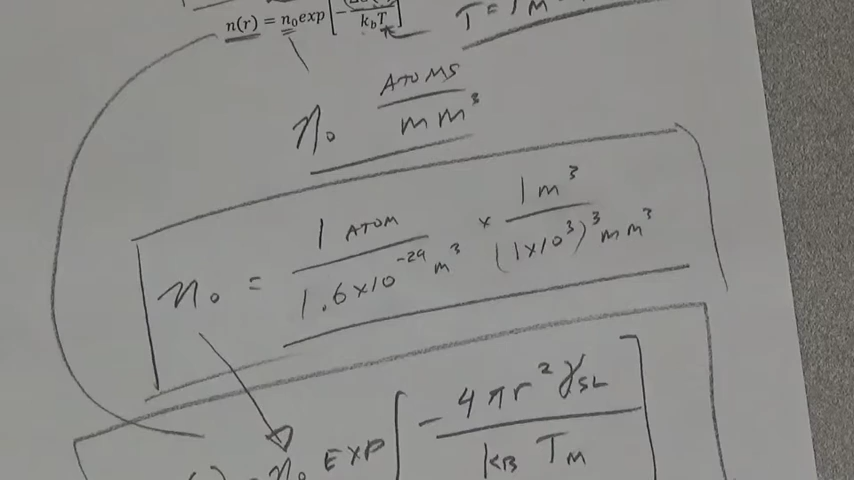 n(r) = n₀exp[-/k_bT]
T = T_M
n₀ ATOMS/mm³
n₀ = 1 ATOM/1.6×10⁻²⁹ m³ × 1 m³/(1×10³)³ mm³
n₀ EXP[-4πr²γ_SL/k_B T_M]